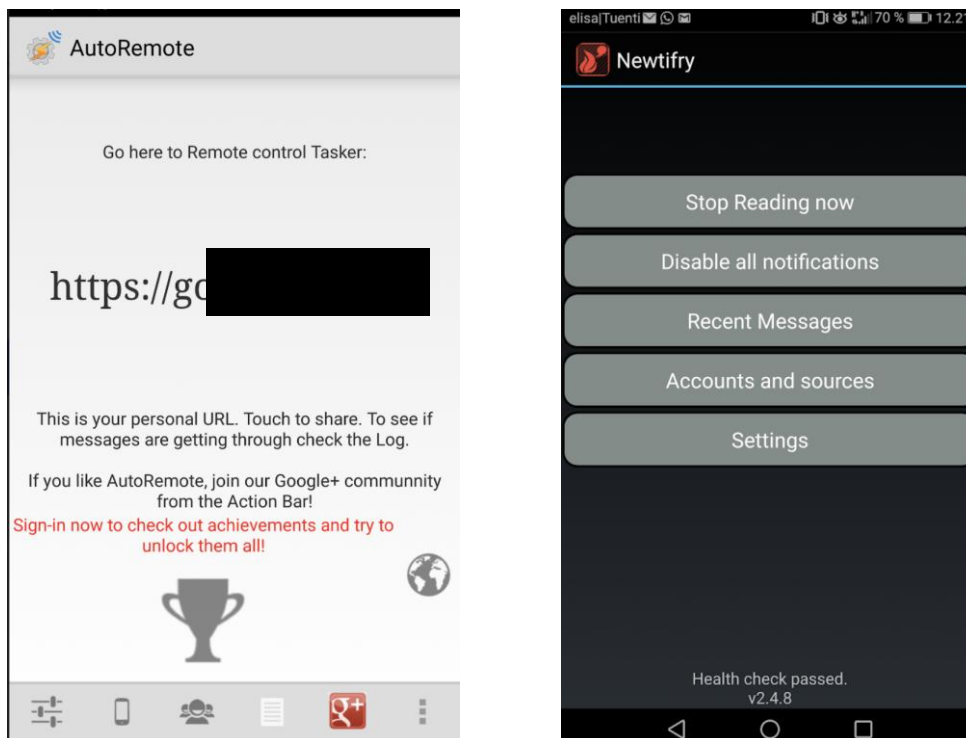 AutoRemote
Go here to Remote control Tasker:
https://go
This is your personal URL. Touch to share. To see if
messages are getting through check the Log.
If you like AutoRemote, join our Google+ communnity
from the Action Bar!
Sign-in now to check out achievements and try to
unlock them all!
g+
elisa|Tuenti 70 % 12.21
Newtifry
Stop Reading now
Disable all notifications
Recent Messages
Accounts and sources
Settings
Health check passed.
v2.4.8